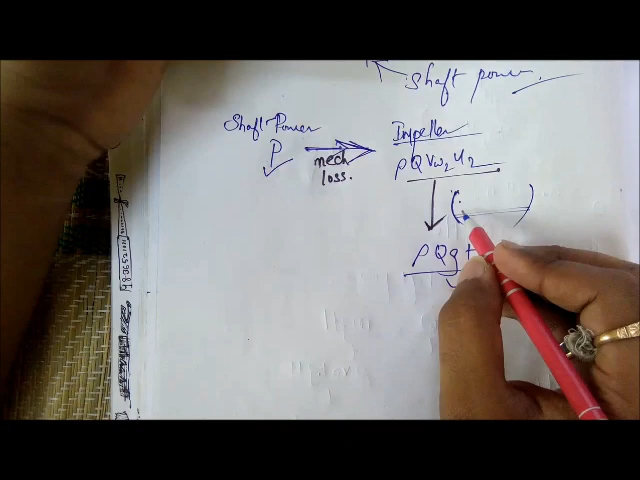 Shaft power.
Shaft Power
Impeller
P
mech
loss.
ρQVw₂U₂
ρQg